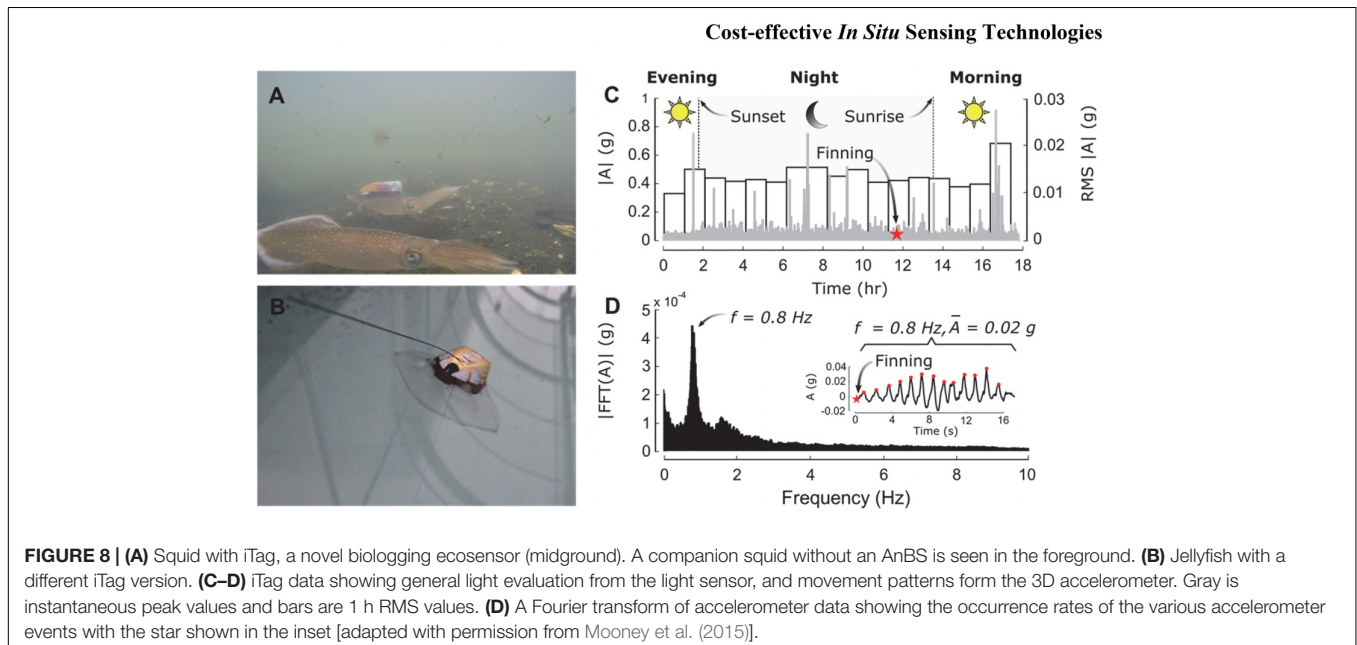 Cost-effective In Situ Sensing Technologies
A
B
C
Evening Night Morning
Sunset Sunrise
Finning
|A| (g)
1
0.8
0.6
0.4
0.2
0
RMS |A| (g)
0.03
0.02
0.01
0
0 2 4 6 8 10 12 14 16 18
Time (hr)
D
5 x 10⁻⁴
4
3
2
1
0
|FFT(A)| (g)
f = 0.8 Hz
f = 0.8 Hz, A̅ = 0.02 g
Finning
A (g)
0.04
0.02
0
-0.02
0 4 8 12 16
Time (s)
0 2 4 6 8 10
Frequency (Hz)
FIGURE 8 | (A) Squid with iTag, a novel biologging ecosensor (midground). A companion squid without an AnBS is seen in the foreground. (B) Jellyfish with a
different iTag version. (C–D) iTag data showing general light evaluation from the light sensor, and movement patterns form the 3D accelerometer. Gray is
instantaneous peak values and bars are 1 h RMS values. (D) A Fourier transform of accelerometer data showing the occurrence rates of the various accelerometer
events with the star shown in the inset [adapted with permission from Mooney et al. (2015)].